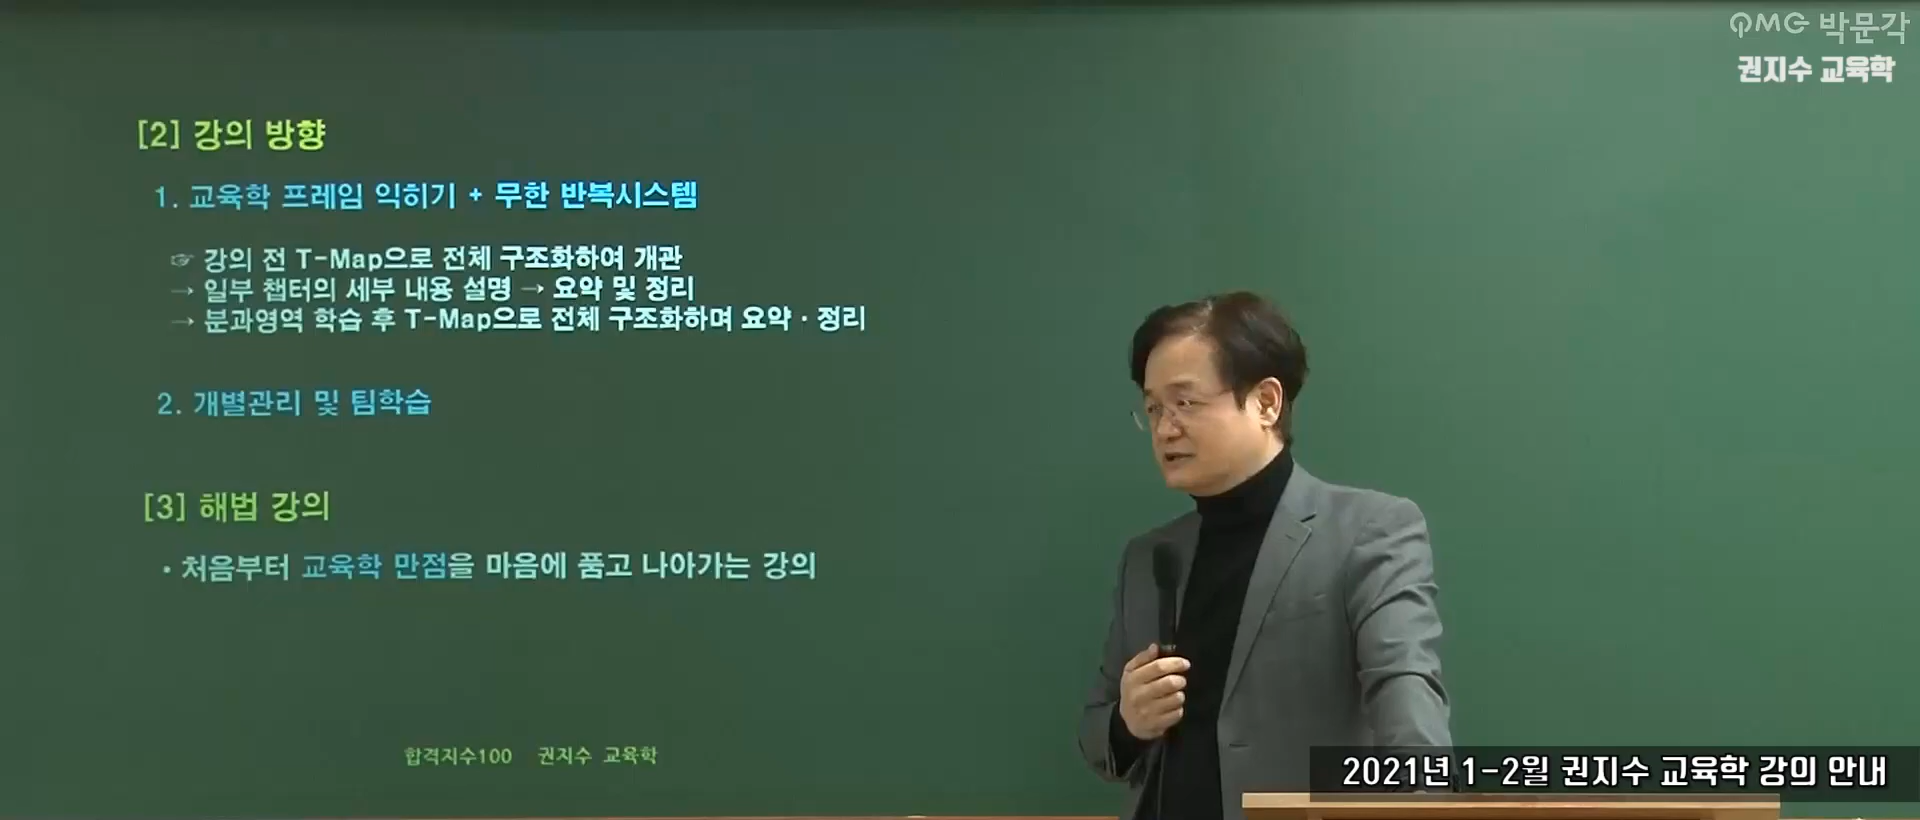 PMG 박문각
권지수 교육학
[2] 강의 방향
1. 교육학 프레임 익히기 + 무한 반복시스템
☞ 강의 전 T-Map으로 전체 구조화하여 개관
→ 일부 챕터의 세부 내용 설명 → 요약 및 정리
→ 분과영역 학습 후 T-Map으로 전체 구조화하며 요약 · 정리
2. 개별관리 및 팀학습
[3] 해법 강의
• 처음부터 교육학 만점을 마음에 품고 나아가는 강의
합격지수100 권지수 교육학
2021년 1-2월 권지수 교육학 강의 안내